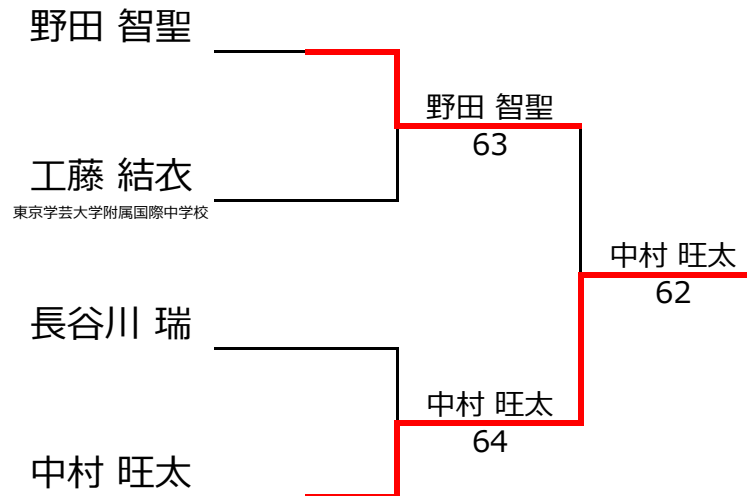 野田 智聖
野田 智聖
63
工藤 結衣
東京学芸大学附属国際中学校
中村 旺太
62
長谷川 瑞
中村 旺太
64
中村 旺太